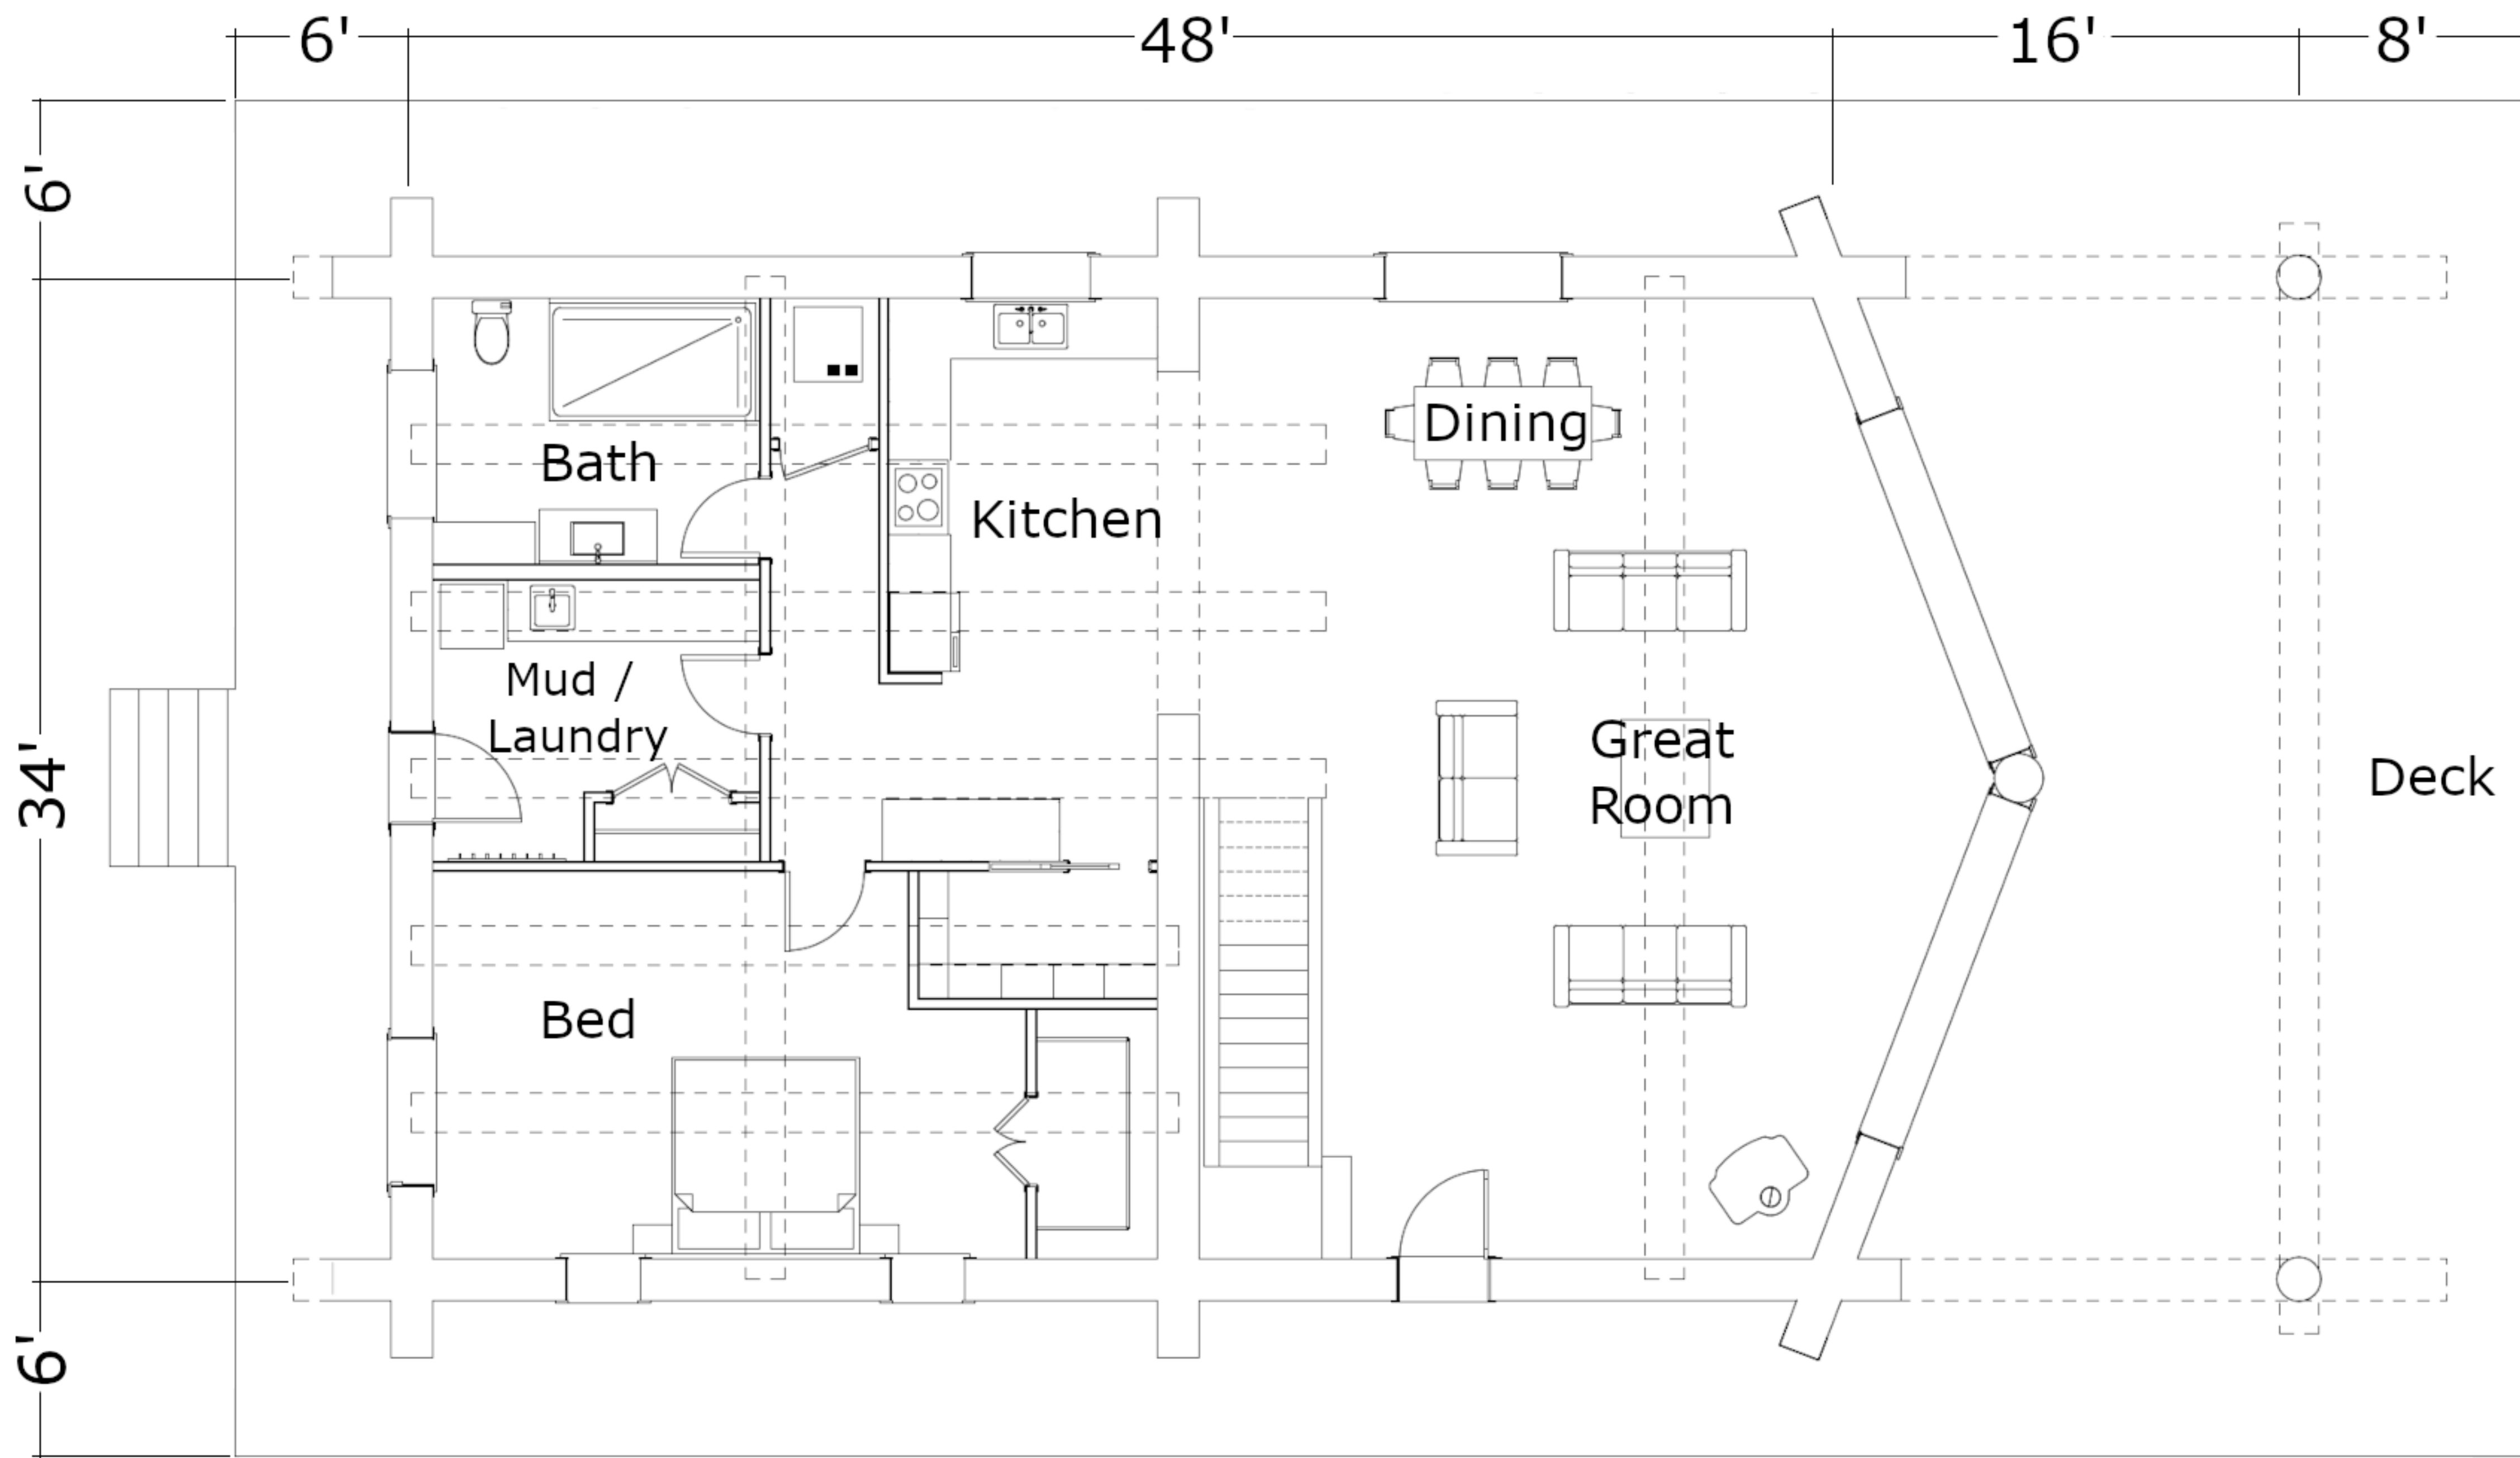 6'
48'
16'
8'
6'
34'
6'
Bath
Dining
Kitchen
Mud /
Laundry
Great
Room
Deck
Bed